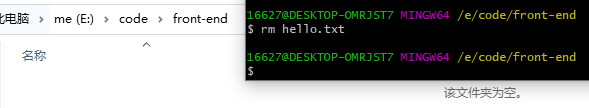 此电脑 › me (E:) › code › front-end
名称
16627@DESKTOP-OMRJST7 MINGW64 /e/code/front-end
$ rm hello.txt
16627@DESKTOP-OMRJST7 MINGW64 /e/code/front-end
$
该文件夹为空。